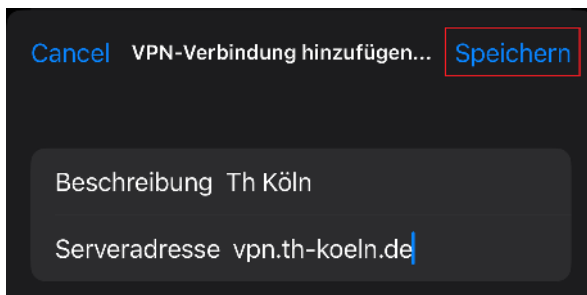 Cancel VPN-Verbindung hinzufügen... Speichern
Beschreibung Th Köln
Serveradresse vpn.th-koeln.de